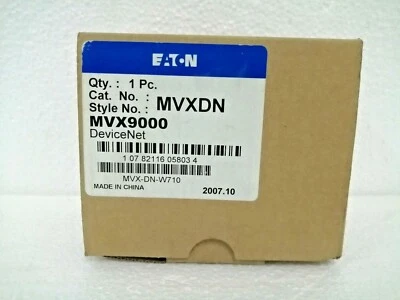 EATON
Qty. : 1 Pc.
Cat. No. :
Style No. : MVXDN
MVX9000
DeviceNet
1 07 82116 05803 4
MVX-DN-W710
MADE IN CHINA 2007.10